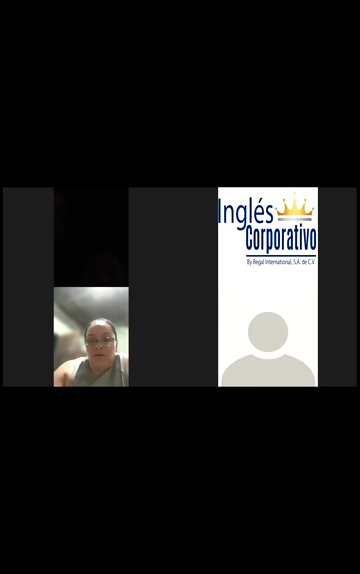 Inglés
Corporativo
By Regal International, S.A. de C.V.